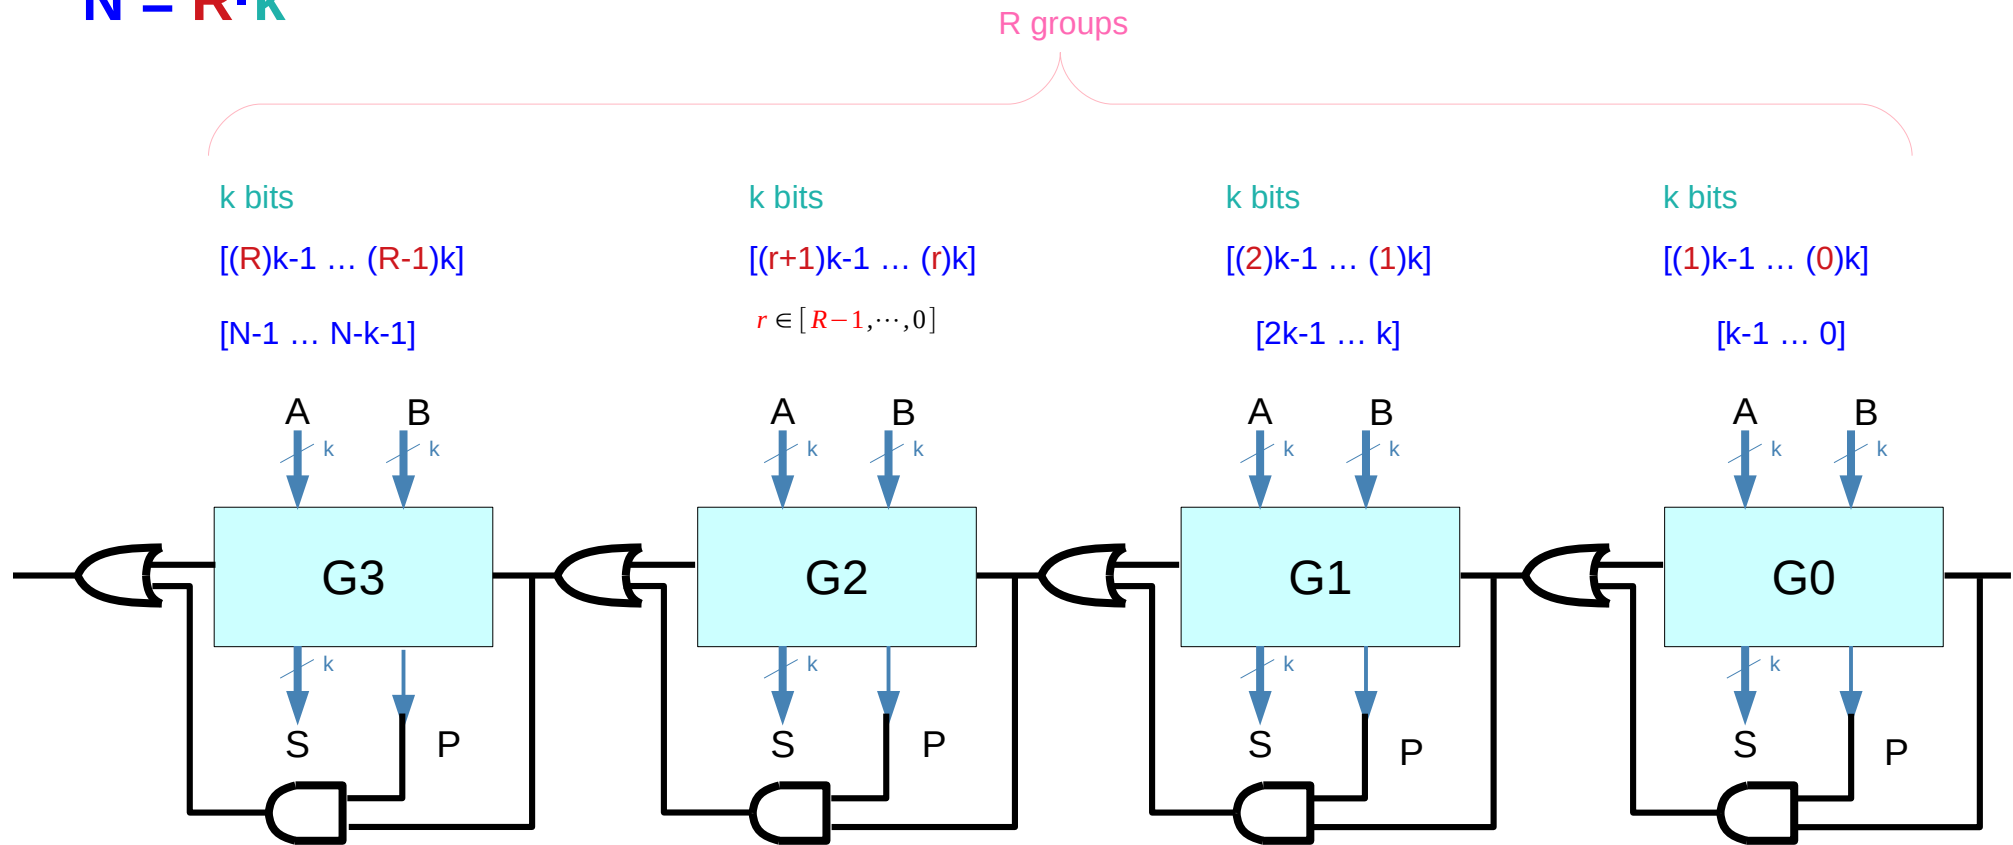 N = R·k
R groups
k bits k bits k bits k bits
[(R)k-1 … (R-1)k] [(r+1)k-1 … (r)k] [(2)k-1 … (1)k] [(1)k-1 … (0)k]
r ∈ [R−1,⋯,0]
[N-1 … N-k-1] [2k-1 … k] [k-1 … 0]
A B A B A B A B
k k k k k k k k
G3 G2 G1 G0
k k k k
S P S P S P S P